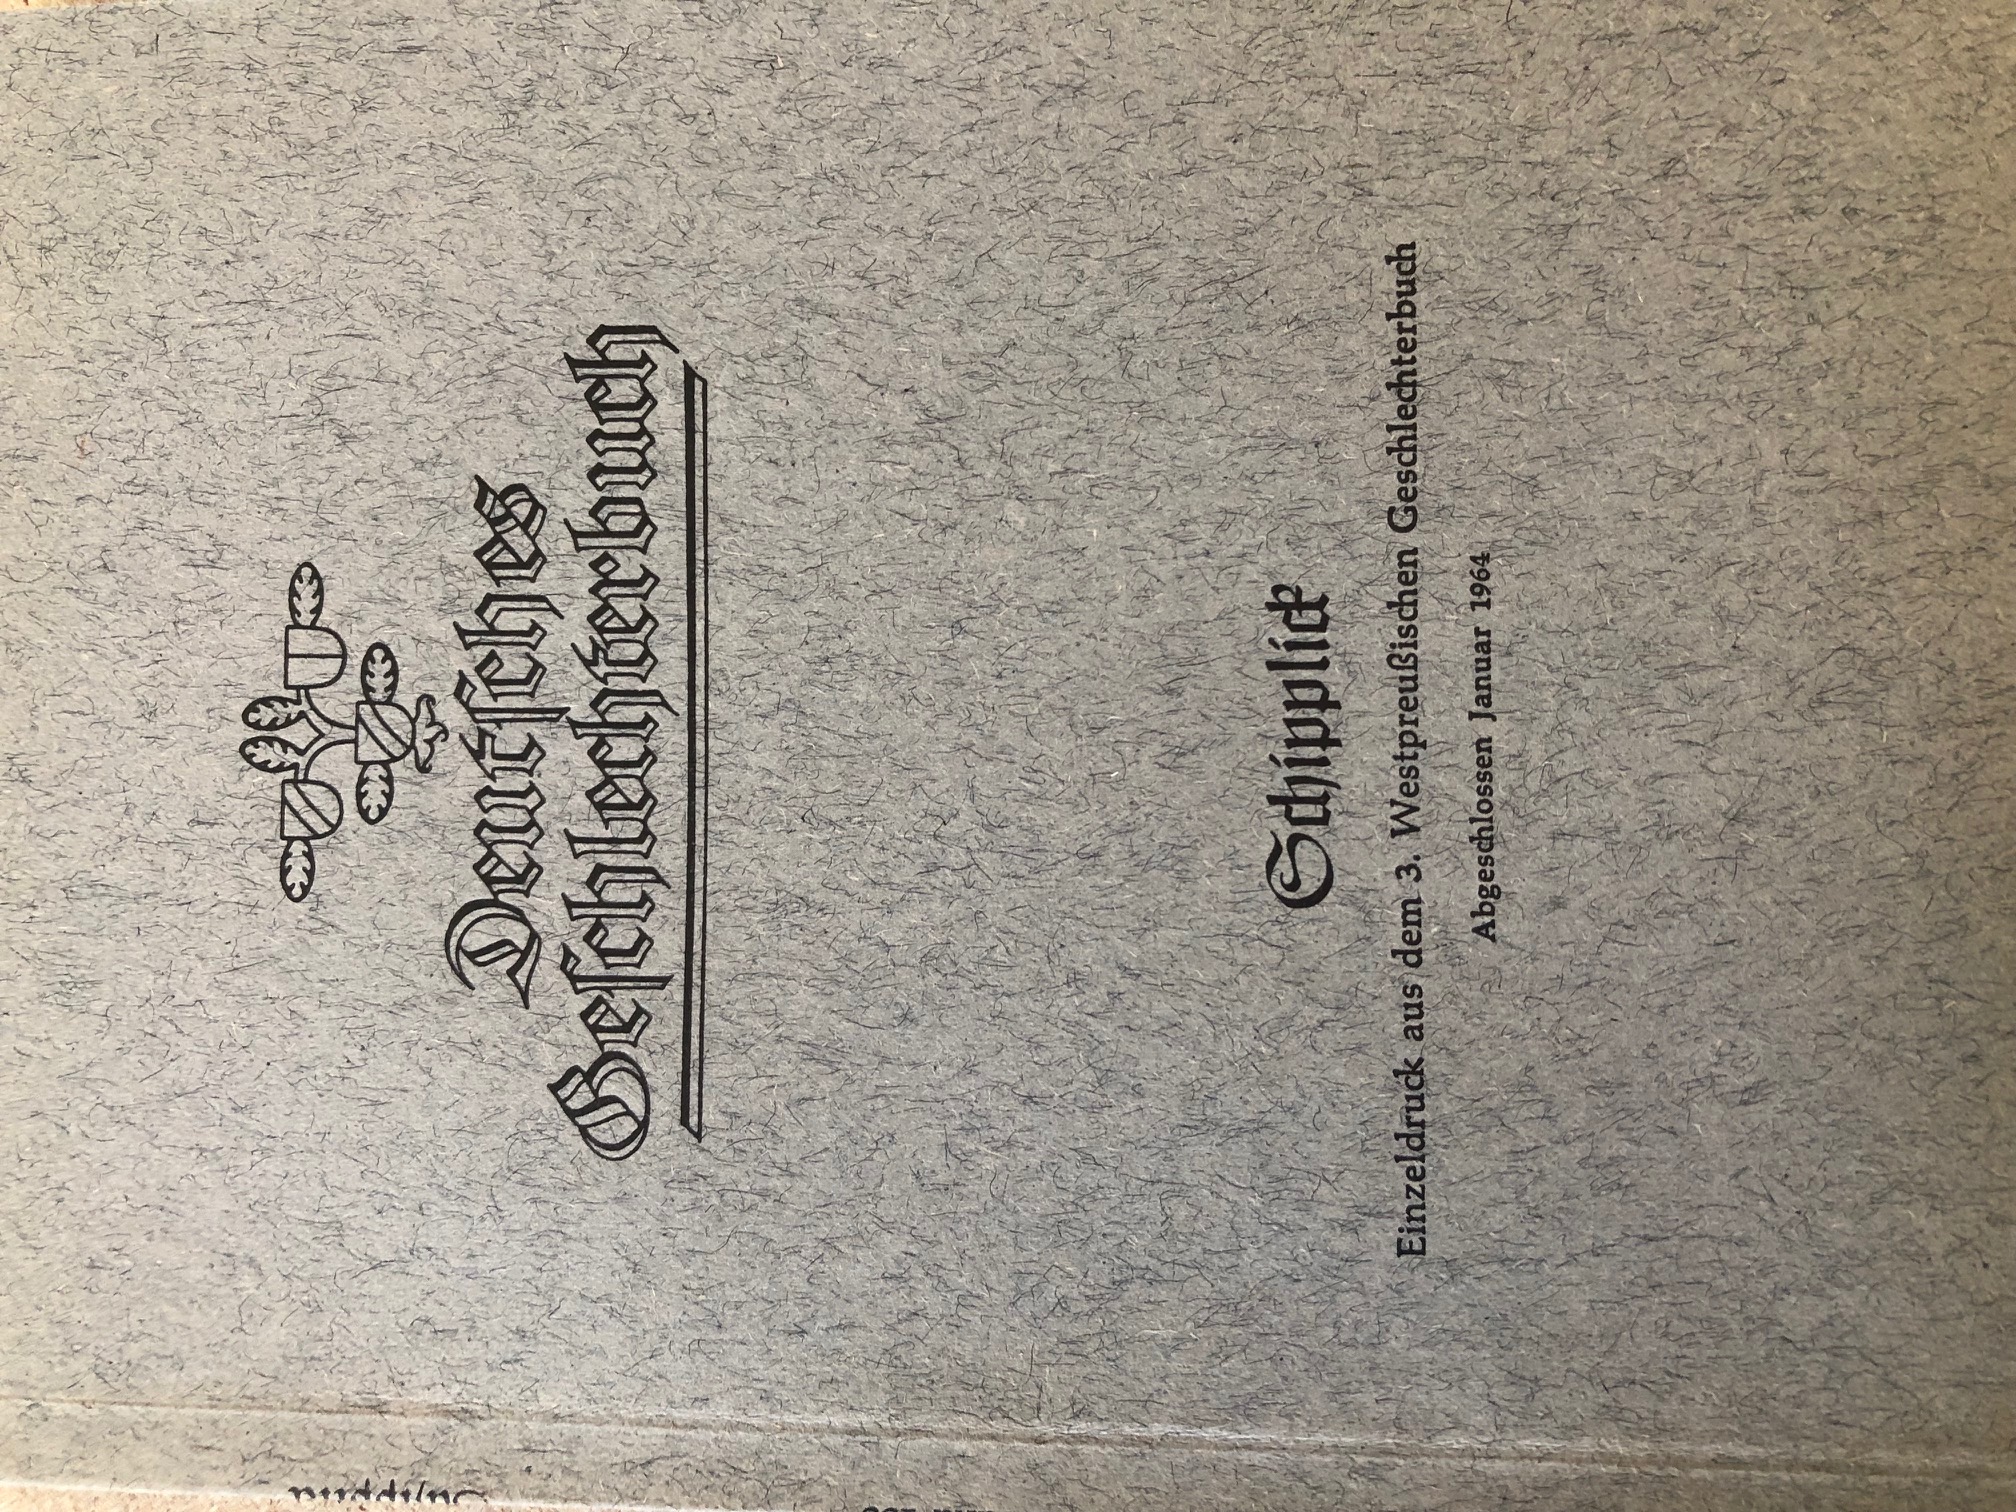 Deutsches
Geschlechterbuch
Schipplick
Einzeldruck aus dem 3. Westpreußischen Geschlechterbuch
Abgeschlossen Januar 1964